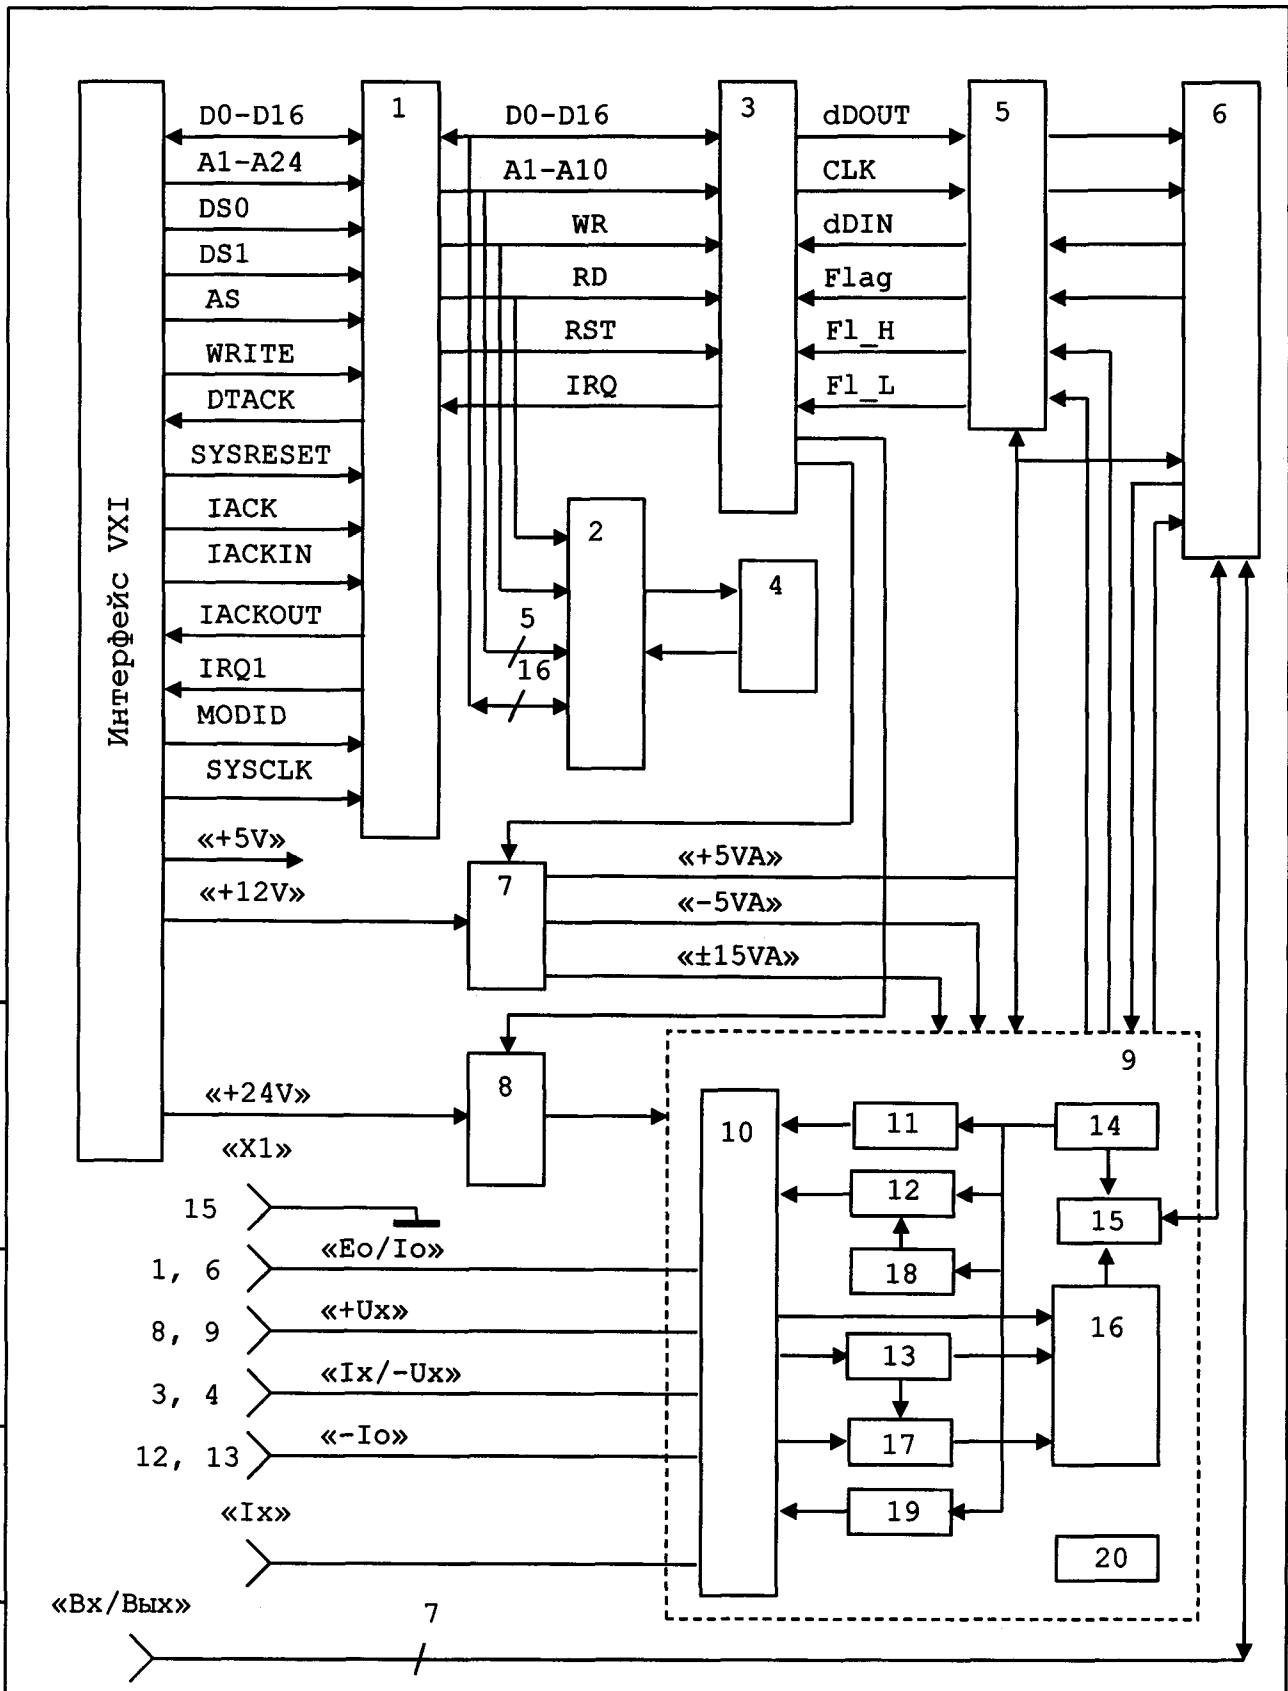 Интерфейс VXI
D0-D16
A1-A24
DS0
DS1
AS
WRITE
DTACK
SYSRESET
IACK
IACKIN
IACKOUT
IRQ1
MODID
SYSCLK
«+5V»
«+12V»
«+24V»
1
D0-D16
A1-A10
WR
RD
RST
IRQ
2
5
16
3
4
dDOUT
CLK
dDIN
Flag
Fl_H
Fl_L
5
6
7
«+5VA»
«-5VA»
«±15VA»
8
9
10
11
12
18
13
17
19
14
15
16
20
«X1»
15
1, 6
«Eo/Io»
8, 9
«+Ux»
3, 4
«Ix/-Ux»
12, 13
«-Io»
«Ix»
«Вх/Вых»
7